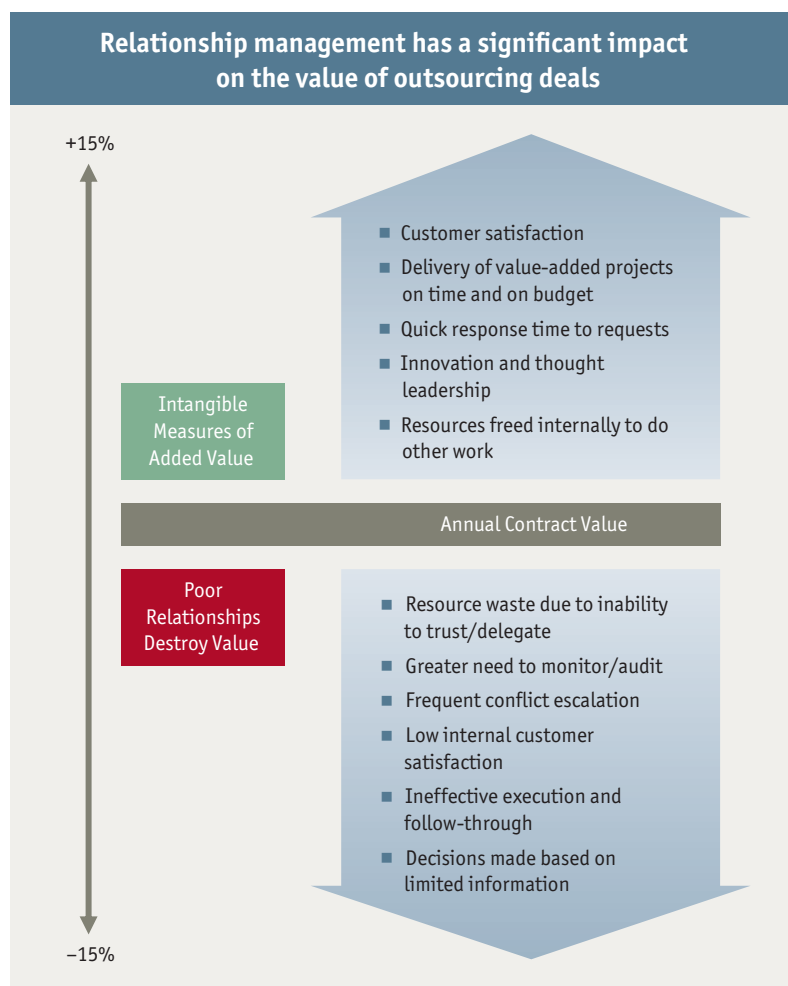 Relationship management has a significant impact
on the value of outsourcing deals
+15%
■ Customer satisfaction
■ Delivery of value-added projects
on time and on budget
■ Quick response time to requests
■ Innovation and thought
leadership
■ Resources freed internally to do
other work
Intangible
Measures of
Added Value
Annual Contract Value
Poor
Relationships
Destroy Value
■ Resource waste due to inability
to trust/delegate
■ Greater need to monitor/audit
■ Frequent conflict escalation
■ Low internal customer
satisfaction
■ Ineffective execution and
follow-through
■ Decisions made based on
limited information
–15%